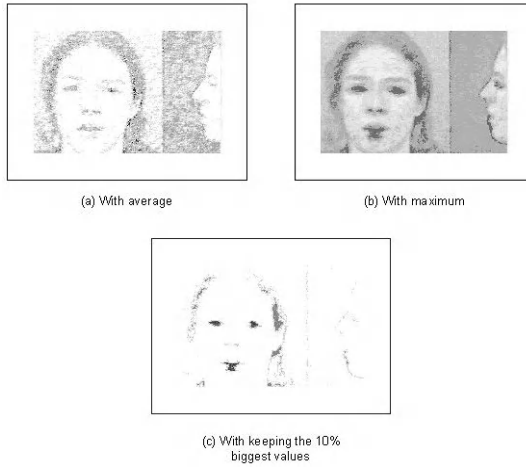 (a) With average
(b) With maximum
(c) With keeping the 10%
biggest values